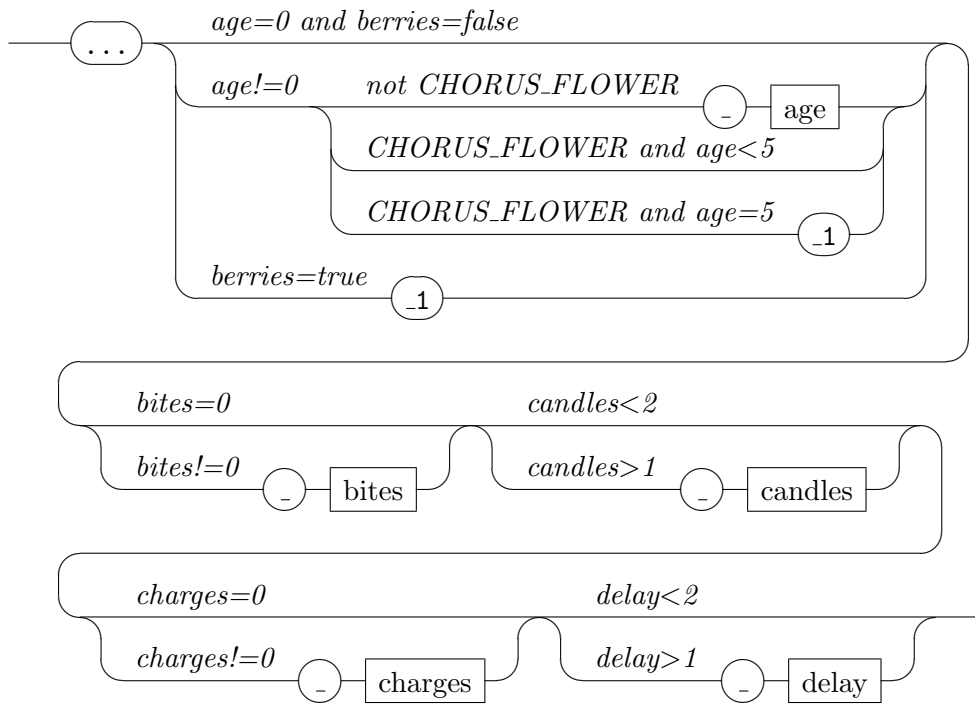 age=0 and berries=false
...
age!=0 not CHORUS_FLOWER _ age
CHORUS_FLOWER and age<5
CHORUS_FLOWER and age=5 _1
berries=true _1
bites=0 candles<2
bites!=0 _ bites candles>1 _ candles
charges=0 delay<2
charges!=0 _ charges delay>1 _ delay